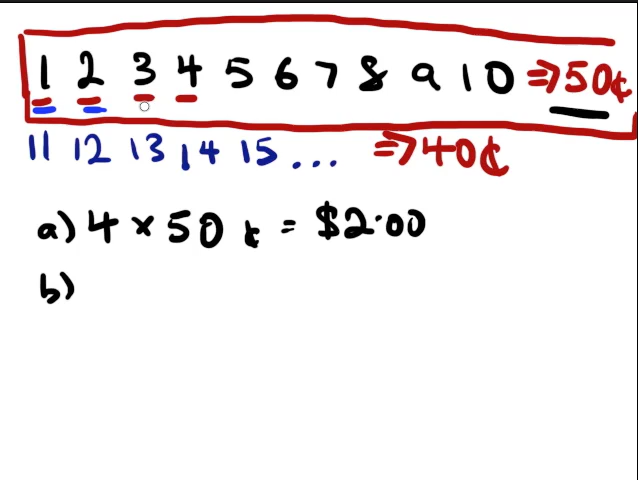 1 2 3 4 5 6 7 8 9 10 ⇒ 50¢
11 12 13 14 15 ... ⇒ 40¢
a) 4 × 50 ¢ = $2.00
b)